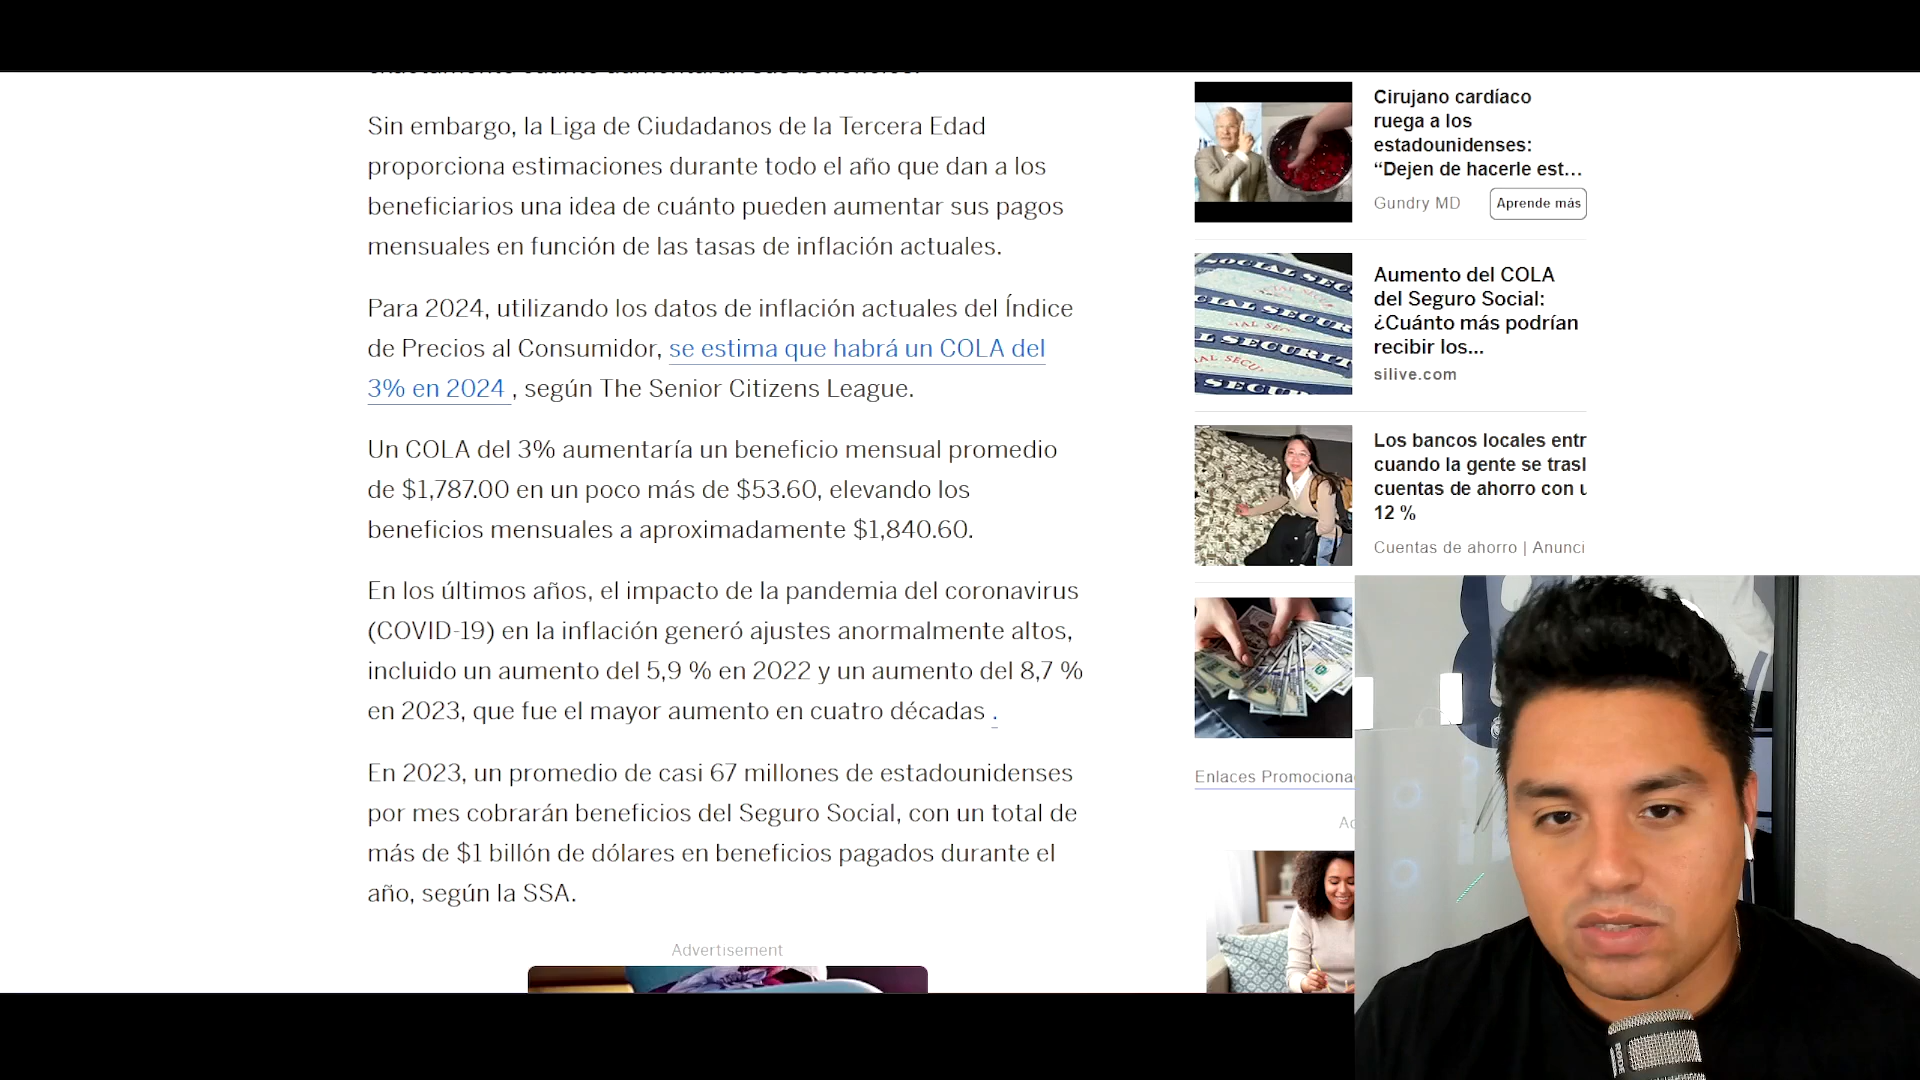 Sin embargo, la Liga de Ciudadanos de la Tercera Edad
proporciona estimaciones durante todo el año que dan a los
beneficiarios una idea de cuánto pueden aumentar sus pagos
mensuales en función de las tasas de inflación actuales.
Para 2024, utilizando los datos de inflación actuales del Índice
de Precios al Consumidor, se estima que habrá un COLA del
3% en 2024 , según The Senior Citizens League.
Un COLA del 3% aumentaría un beneficio mensual promedio
de $1,787.00 en un poco más de $53.60, elevando los
beneficios mensuales a aproximadamente $1,840.60.
En los últimos años, el impacto de la pandemia del coronavirus
(COVID-19) en la inflación generó ajustes anormalmente altos,
incluido un aumento del 5,9 % en 2022 y un aumento del 8,7 %
en 2023, que fue el mayor aumento en cuatro décadas .
En 2023, un promedio de casi 67 millones de estadounidenses
por mes cobrarán beneficios del Seguro Social, con un total de
más de $1 billón de dólares en beneficios pagados durante el
año, según la SSA.
Advertisement
Cirujano cardíaco
ruega a los
estadounidenses:
“Dejen de hacerle est...
Gundry MD
Aprende más
SOCIAL SEC
CIAL SECUR
L SECURIT
SECUR
Aumento del COLA
del Seguro Social:
¿Cuánto más podrían
recibir los...
silive.com
Los bancos locales entr
cuando la gente se trasl
cuentas de ahorro con
12 %
Cuentas de ahorro | Anunci
Enlaces Promociona
RØDE